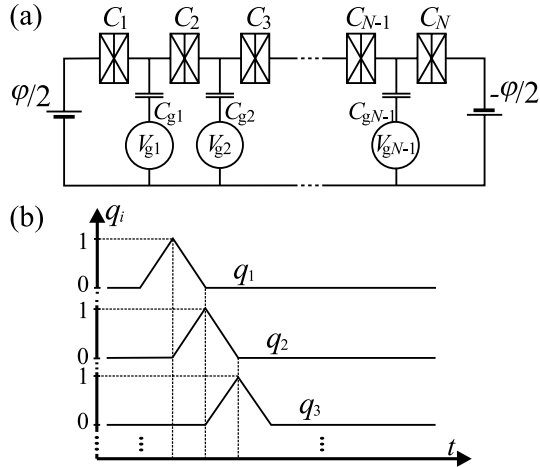 (a)
C1 C2 C3 CN-1 CN
φ/2 Cg1 Cg2 CgN-1 -φ/2
Vg1 Vg2 VgN-1
(b)
qi
1
0
q1
1
0
q2
1
0
q3
t